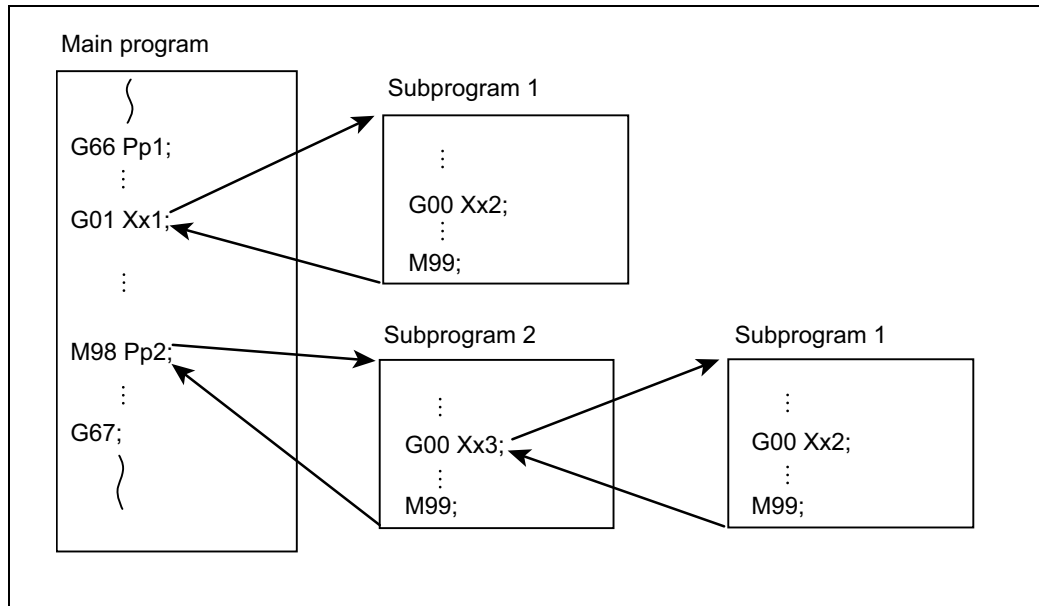 Main program
G66 Pp1;
⋮
G01 Xx1;
⋮
M98 Pp2;
⋮
G67;
Subprogram 1
⋮
G00 Xx2;
⋮
M99;
Subprogram 2
⋮
G00 Xx3;
⋮
M99;
Subprogram 1
⋮
G00 Xx2;
⋮
M99;